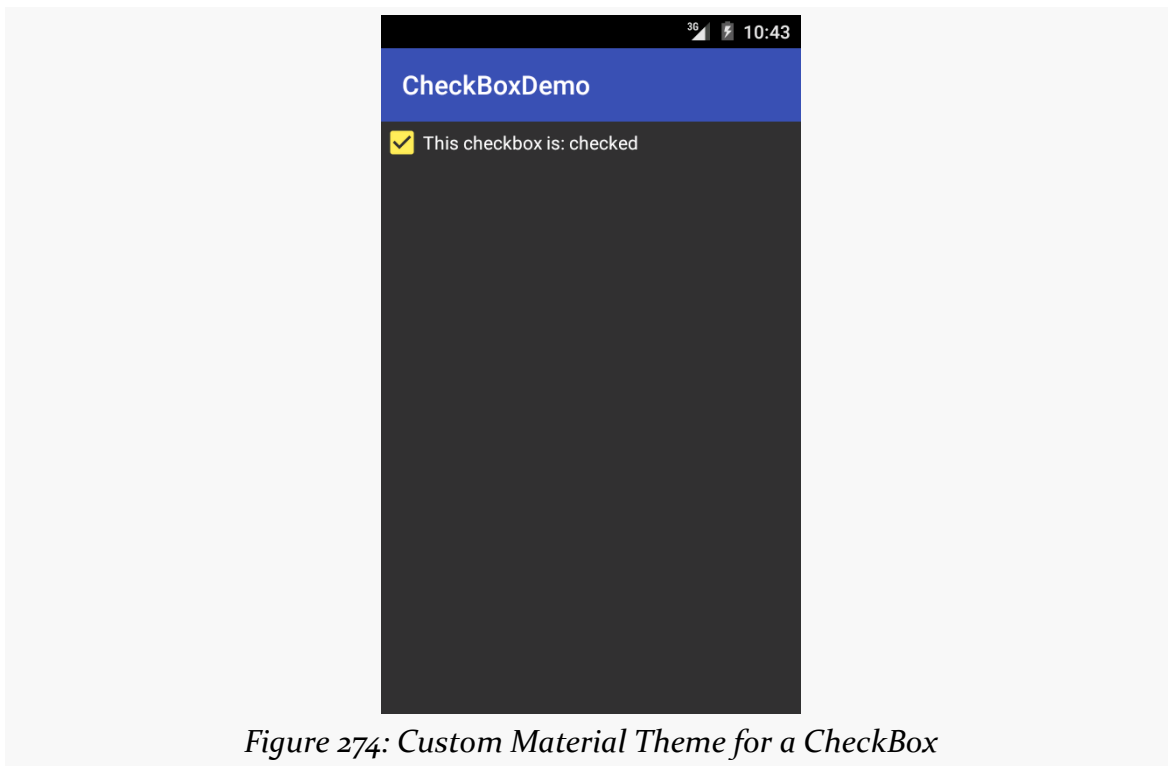 3G 10:43
CheckBoxDemo
This checkbox is: checked
Figure 274: Custom Material Theme for a CheckBox